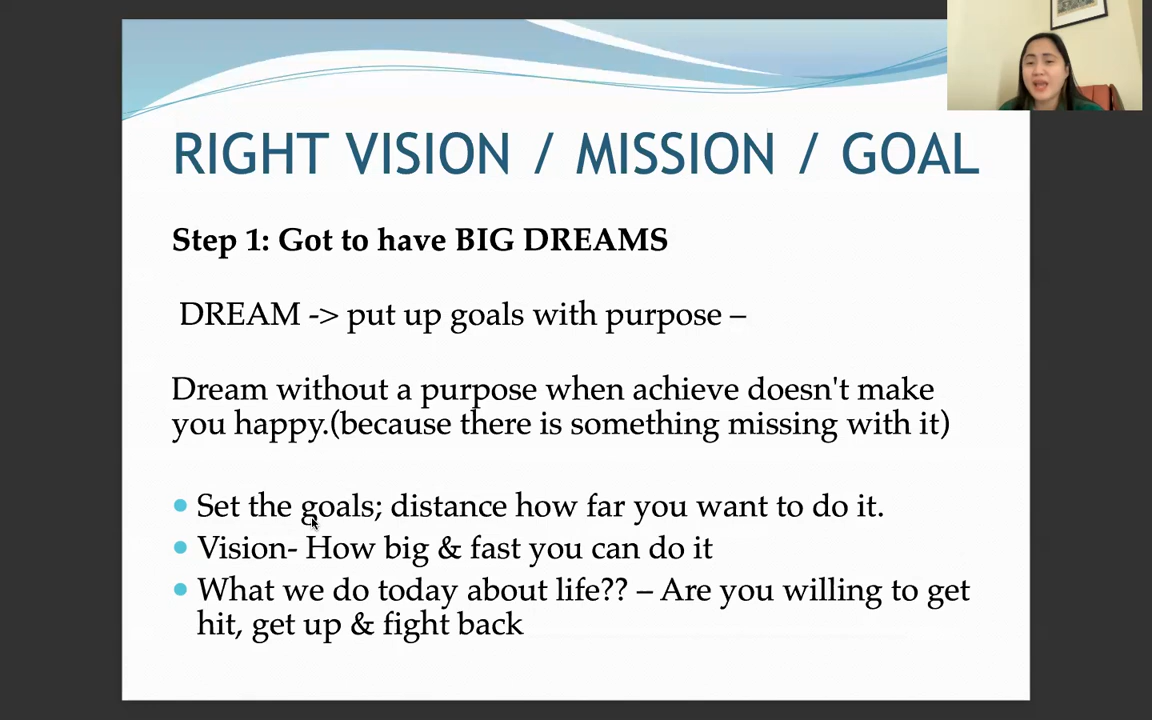 RIGHT VISION / MISSION / GOAL
Step 1: Got to have BIG DREAMS
DREAM -> put up goals with purpose –
Dream without a purpose when achieve doesn't make
you happy.(because there is something missing with it)
Set the goals; distance how far you want to do it.
Vision- How big & fast you can do it
What we do today about life?? – Are you willing to get
hit, get up & fight back